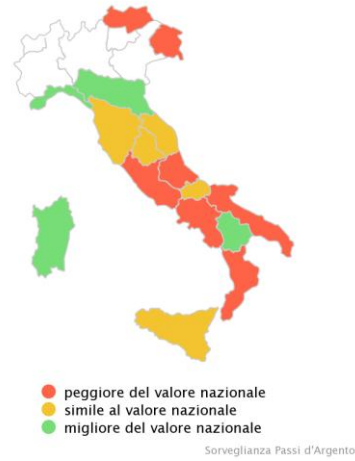 peggiore del valore nazionale
simile al valore nazionale
migliore del valore nazionale
Sorveglianza Passi d'Argento